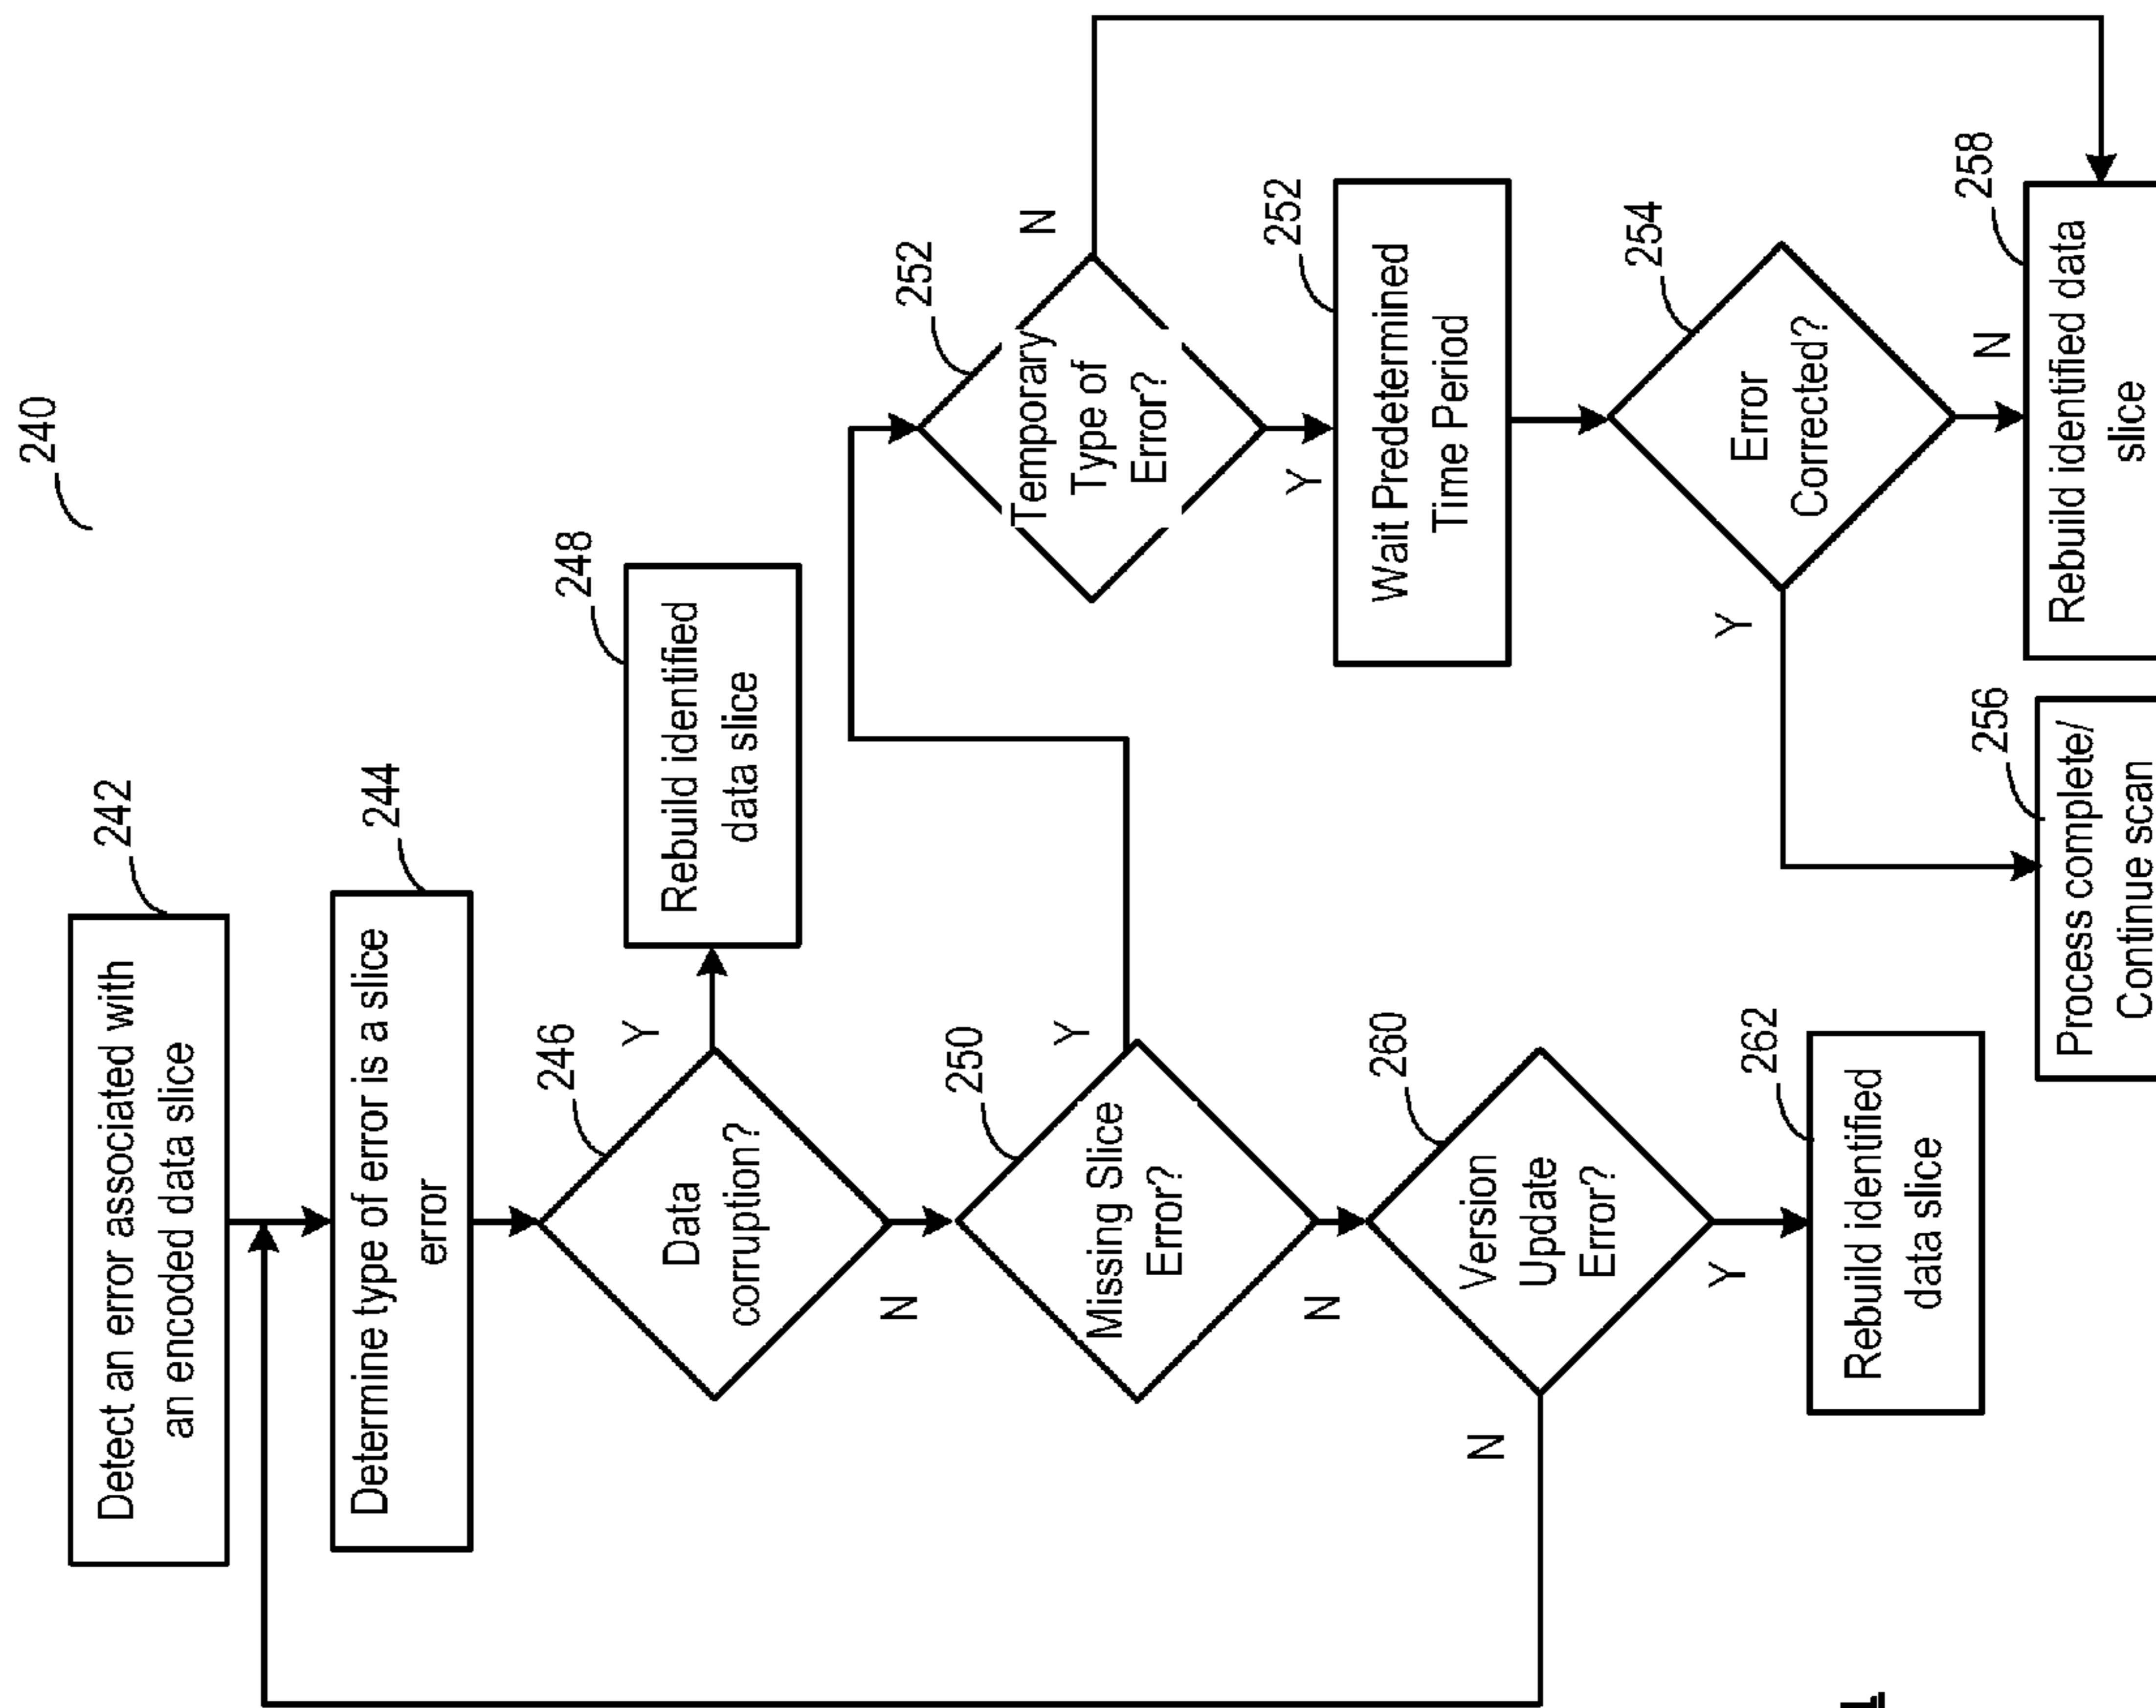 240
242
Detect an error associated with
an encoded data slice
244
Determine type of error is a slice
error
246
Data
corruption?
Y
N
248
Rebuild identified
data slice
250
Missing Slice
Error?
Y
N
252
Temporary
Type of
Error?
N
Y
252
Wait Predetermined
Time Period
254
Error
Corrected?
Y
N
256
Process complete/
Continue scan
258
Rebuild identified data
slice
260
Version
Update
Error?
N
Y
262
Rebuild identified
data slice